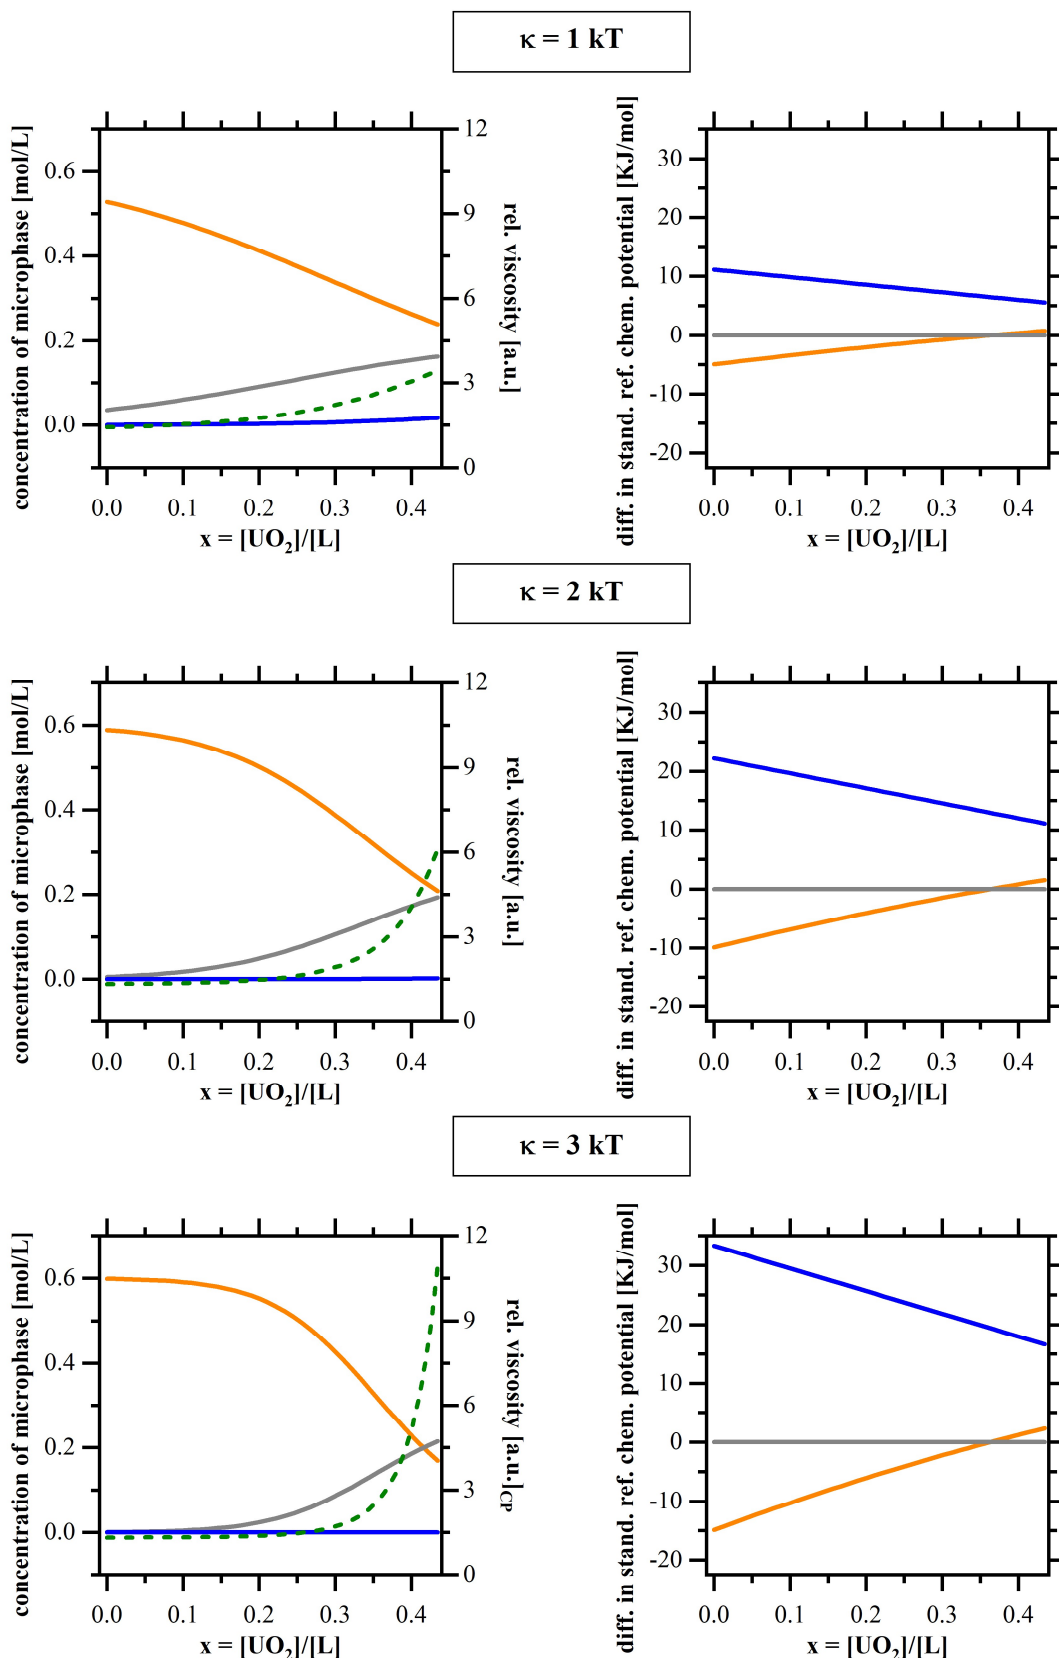 κ = 1 kT
concentration of microphase [mol/L]
0.6
0.4
0.2
0.0
12
9
6
3
0
rel. viscosity [a.u.]
0.0 0.1 0.2 0.3 0.4
x = [UO₂]/[L]
diff. in stand. ref. chem. potential [KJ/mol]
30
20
10
0
-10
-20
0.0 0.1 0.2 0.3 0.4
x = [UO₂]/[L]
κ = 2 kT
concentration of microphase [mol/L]
0.6
0.4
0.2
0.0
12
9
6
3
0
rel. viscosity [a.u.]
0.0 0.1 0.2 0.3 0.4
x = [UO₂]/[L]
diff. in stand. ref. chem. potential [KJ/mol]
30
20
10
0
-10
-20
0.0 0.1 0.2 0.3 0.4
x = [UO₂]/[L]
κ = 3 kT
concentration of microphase [mol/L]
0.6
0.4
0.2
0.0
12
9
6
3
0
rel. viscosity [a.u.]CP
0.0 0.1 0.2 0.3 0.4
x = [UO₂]/[L]
diff. in stand. ref. chem. potential [KJ/mol]
30
20
10
0
-10
-20
0.0 0.1 0.2 0.3 0.4
x = [UO₂]/[L]